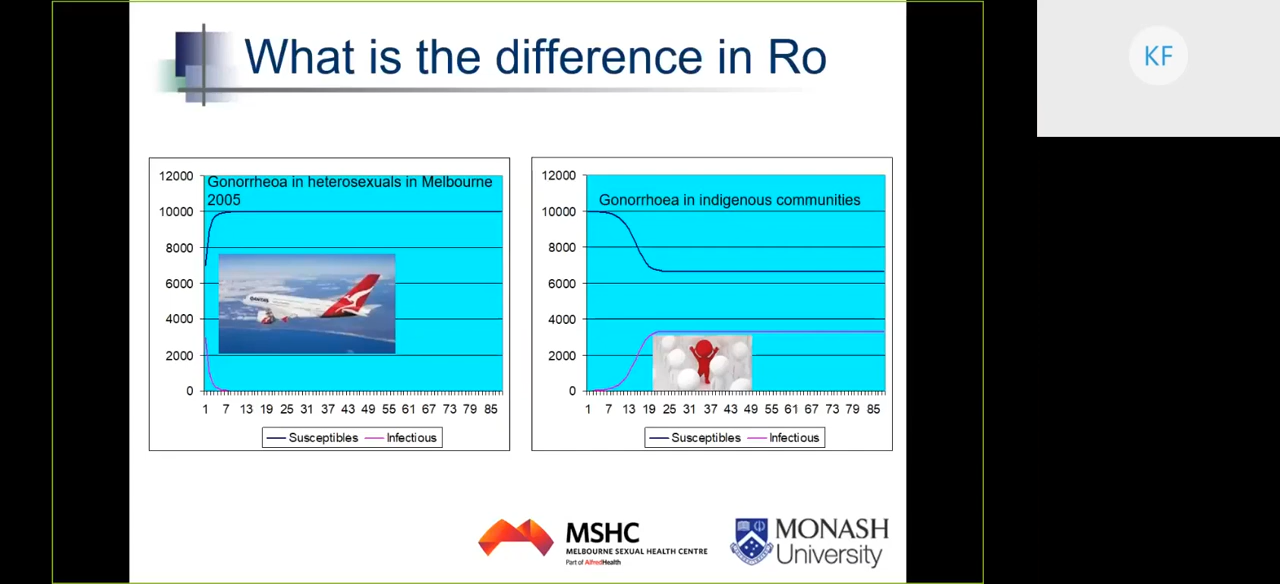 What is the difference in Ro
KF
12000
10000
8000
6000
4000
2000
0
Gonorrheoa in heterosexuals in Melbourne
2005
1 7 13 19 25 31 37 43 49 55 61 67 73 79 85
Susceptibles Infectious
12000
10000
8000
6000
4000
2000
0
Gonorrhoea in indigenous communities
1 7 13 19 25 31 37 43 49 55 61 67 73 79 85
Susceptibles Infectious
MSHC
MELBOURNE SEXUAL HEALTH CENTRE
Part of AlfredHealth
MONASH
University